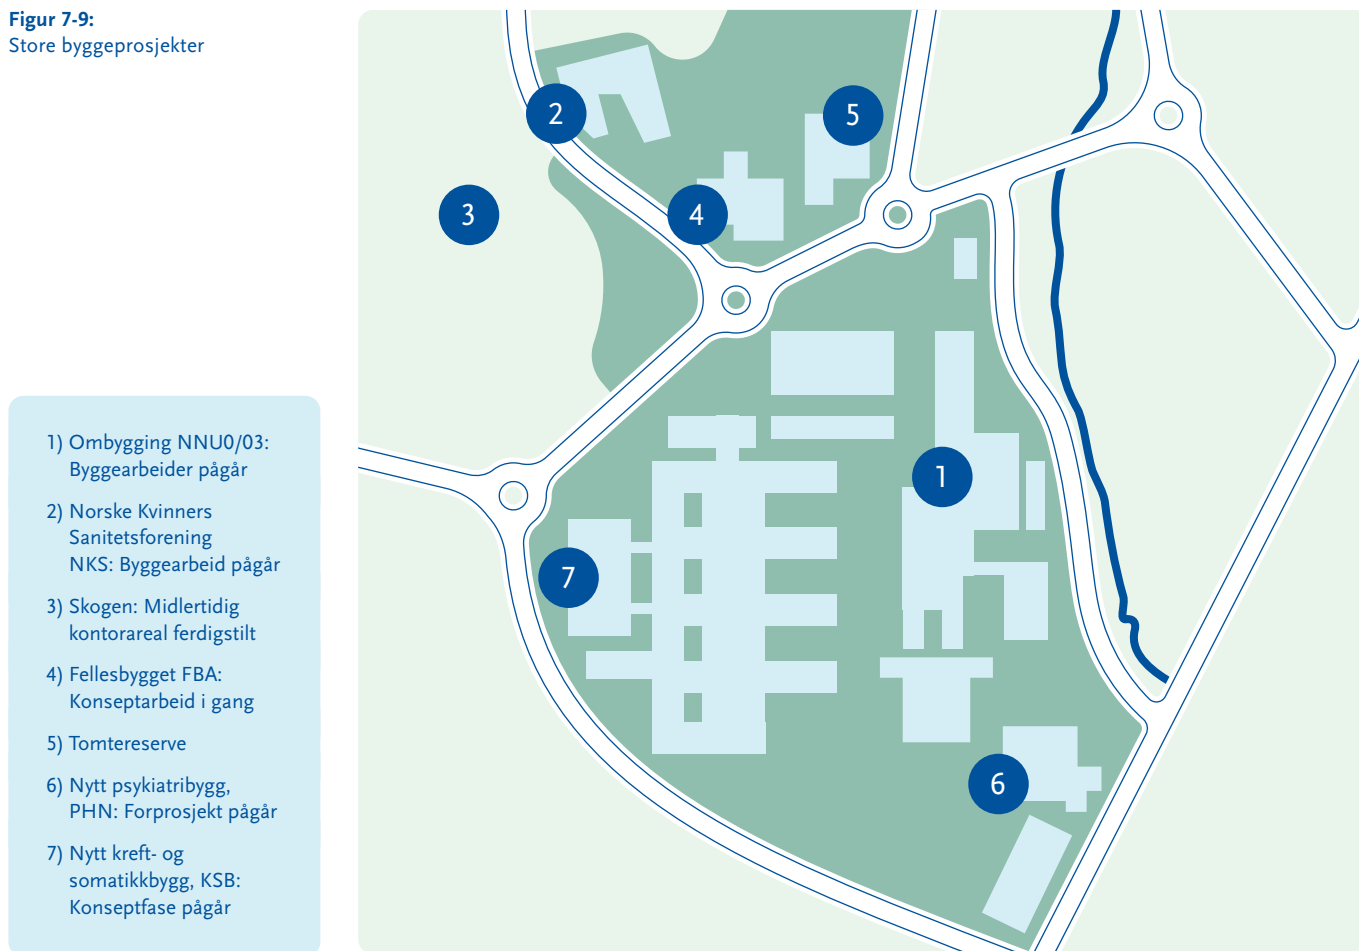 Figur 7-9:
Store byggeprosjekter
1) Ombygging NNU0/03:
Byggearbeider pågår
2) Norske Kvinners
Sanitetsforening
NKS: Byggearbeid pågår
3) Skogen: Midlertidig
kontorareal ferdigstilt
4) Fellesbygget FBA:
Konseptarbeid i gang
5) Tomtereserve
6) Nytt psykiatribygg,
PHN: Forprosjekt pågår
7) Nytt kreft- og
somatikkbygg, KSB:
Konseptfase pågår
2
5
3
4
1
7
6